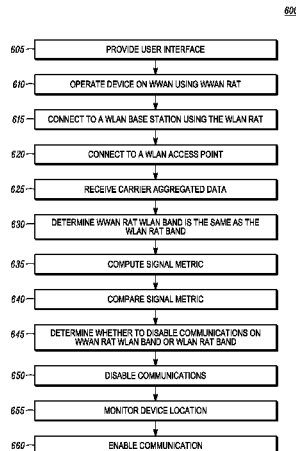 600
605
PROVIDE USER INTERFACE
610
OPERATE DEVICE ON WWAN USING WWAN RAT
615
CONNECT TO A WLAN BASE STATION USING THE WLAN RAT
620
CONNECT TO A WLAN ACCESS POINT
625
RECEIVE CARRIER AGGREGATED DATA
630
DETERMINE WWAN RAT WLAN BAND IS THE SAME AS THE
WLAN RAT BAND
635
COMPUTE SIGNAL METRIC
640
COMPARE SIGNAL METRIC
645
DETERMINE WHETHER TO DISABLE COMMUNICATIONS ON
WWAN RAT WLAN BAND OR WLAN RAT BAND
650
DISABLE COMMUNICATIONS
655
MONITOR DEVICE LOCATION
660
ENABLE COMMUNICATION